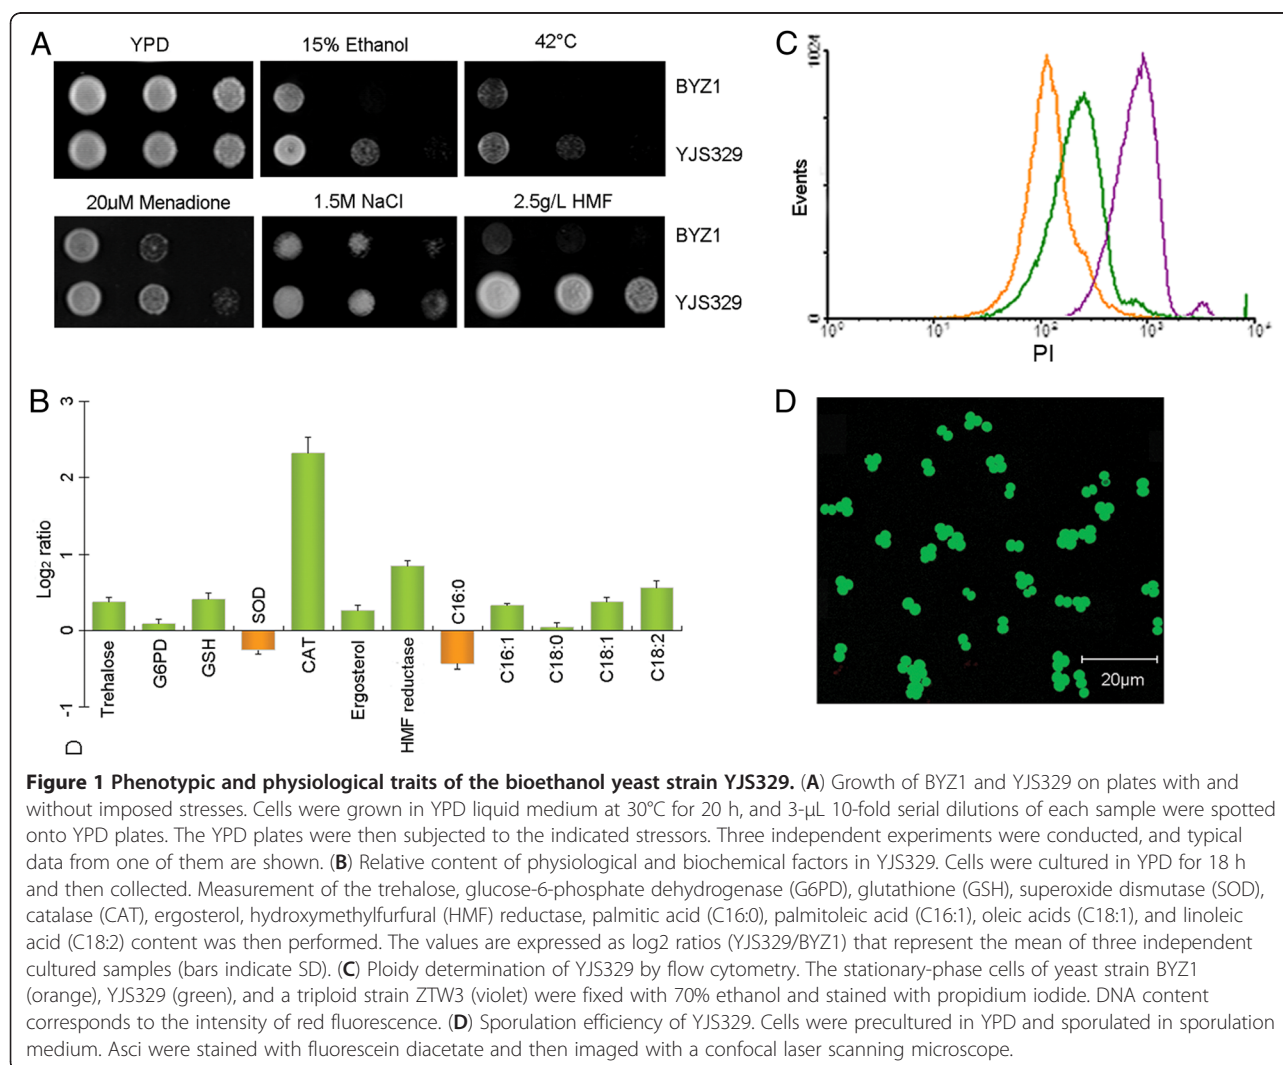 A
YPD
15% Ethanol
42°C
BYZ1
YJS329
20uM Menadione
1.5M NaCl
2.5g/L HMF
BYZ1
YJS329
C
1024
Events
0
10⁰
10¹
10²
10³
10⁴
PI
B
3
2
1
0
-1
Log₂ ratio
Trehalose
G6PD
GSH
SOD
CAT
Ergosterol
HMF reductase
C16:0
C16:1
C18:0
C18:1
C18:2
D
D
20µm
Figure 1 Phenotypic and physiological traits of the bioethanol yeast strain YJS329. (A) Growth of BYZ1 and YJS329 on plates with and
without imposed stresses. Cells were grown in YPD liquid medium at 30°C for 20 h, and 3-μL 10-fold serial dilutions of each sample were spotted
onto YPD plates. The YPD plates were then subjected to the indicated stressors. Three independent experiments were conducted, and typical
data from one of them are shown. (B) Relative content of physiological and biochemical factors in YJS329. Cells were cultured in YPD for 18 h
and then collected. Measurement of the trehalose, glucose-6-phosphate dehydrogenase (G6PD), glutathione (GSH), superoxide dismutase (SOD),
catalase (CAT), ergosterol, hydroxymethylfurfural (HMF) reductase, palmitic acid (C16:0), palmitoleic acid (C16:1), oleic acids (C18:1), and linoleic
acid (C18:2) content was then performed. The values are expressed as log2 ratios (YJS329/BYZ1) that represent the mean of three independent
cultured samples (bars indicate SD). (C) Ploidy determination of YJS329 by flow cytometry. The stationary-phase cells of yeast strain BYZ1
(orange), YJS329 (green), and a triploid strain ZTW3 (violet) were fixed with 70% ethanol and stained with propidium iodide. DNA content
corresponds to the intensity of red fluorescence. (D) Sporulation efficiency of YJS329. Cells were precultured in YPD and sporulated in sporulation
medium. Asci were stained with fluorescein diacetate and then imaged with a confocal laser scanning microscope.